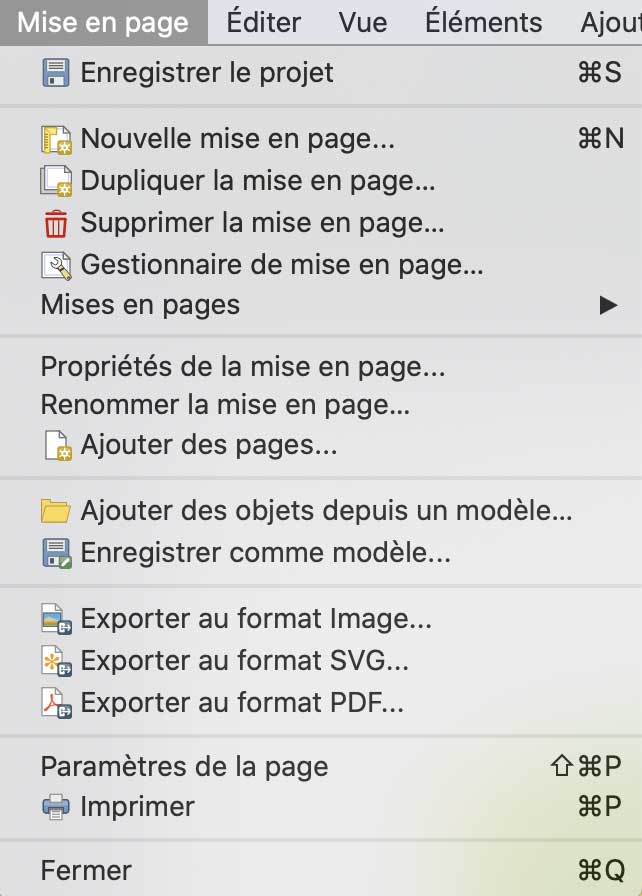 Mise en page Éditer Vue Éléments Ajout
Enregistrer le projet ⌘S
Nouvelle mise en page... ⌘N
Dupliquer la mise en page...
Supprimer la mise en page...
Gestionnaire de mise en page...
Mises en pages ▶
Propriétés de la mise en page...
Renommer la mise en page...
Ajouter des pages...
Ajouter des objets depuis un modèle...
Enregistrer comme modèle...
Exporter au format Image...
Exporter au format SVG...
Exporter au format PDF...
Paramètres de la page ⇧⌘P
Imprimer ⌘P
Fermer ⌘Q